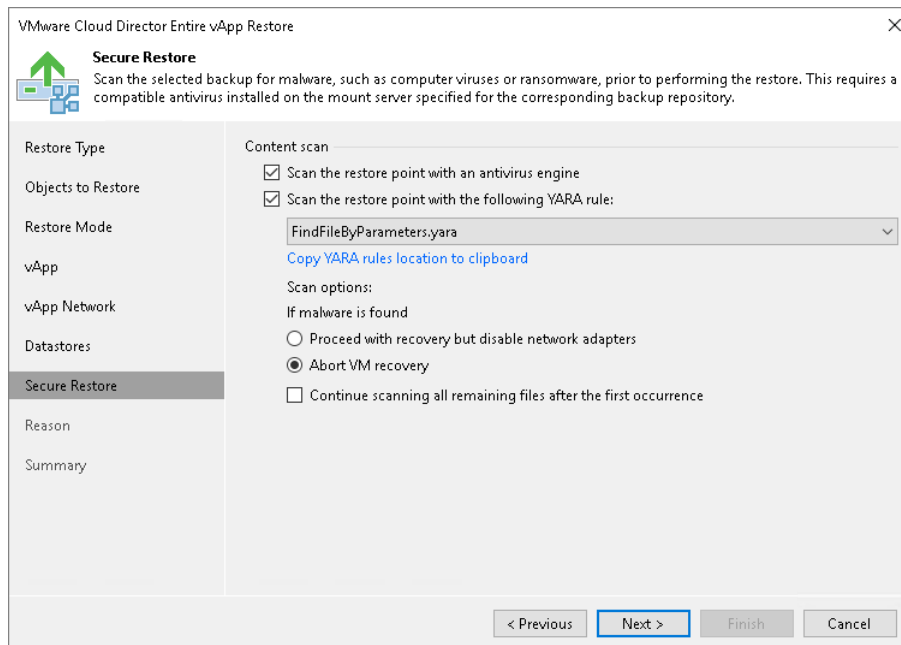 VMware Cloud Director Entire vApp Restore
Secure Restore
Scan the selected backup for malware, such as computer viruses or ransomware, prior to performing the restore. This requires a
compatible antivirus installed on the mount server specified for the corresponding backup repository.
Restore Type
Objects to Restore
Restore Mode
vApp
vApp Network
Datastores
Secure Restore
Reason
Summary
Content scan
Scan the restore point with an antivirus engine
Scan the restore point with the following YARA rule:
FindFileByParameters.yara
Copy YARA rules location to clipboard
Scan options:
If malware is found
Proceed with recovery but disable network adapters
Abort VM recovery
Continue scanning all remaining files after the first occurrence
< Previous
Next >
Finish
Cancel